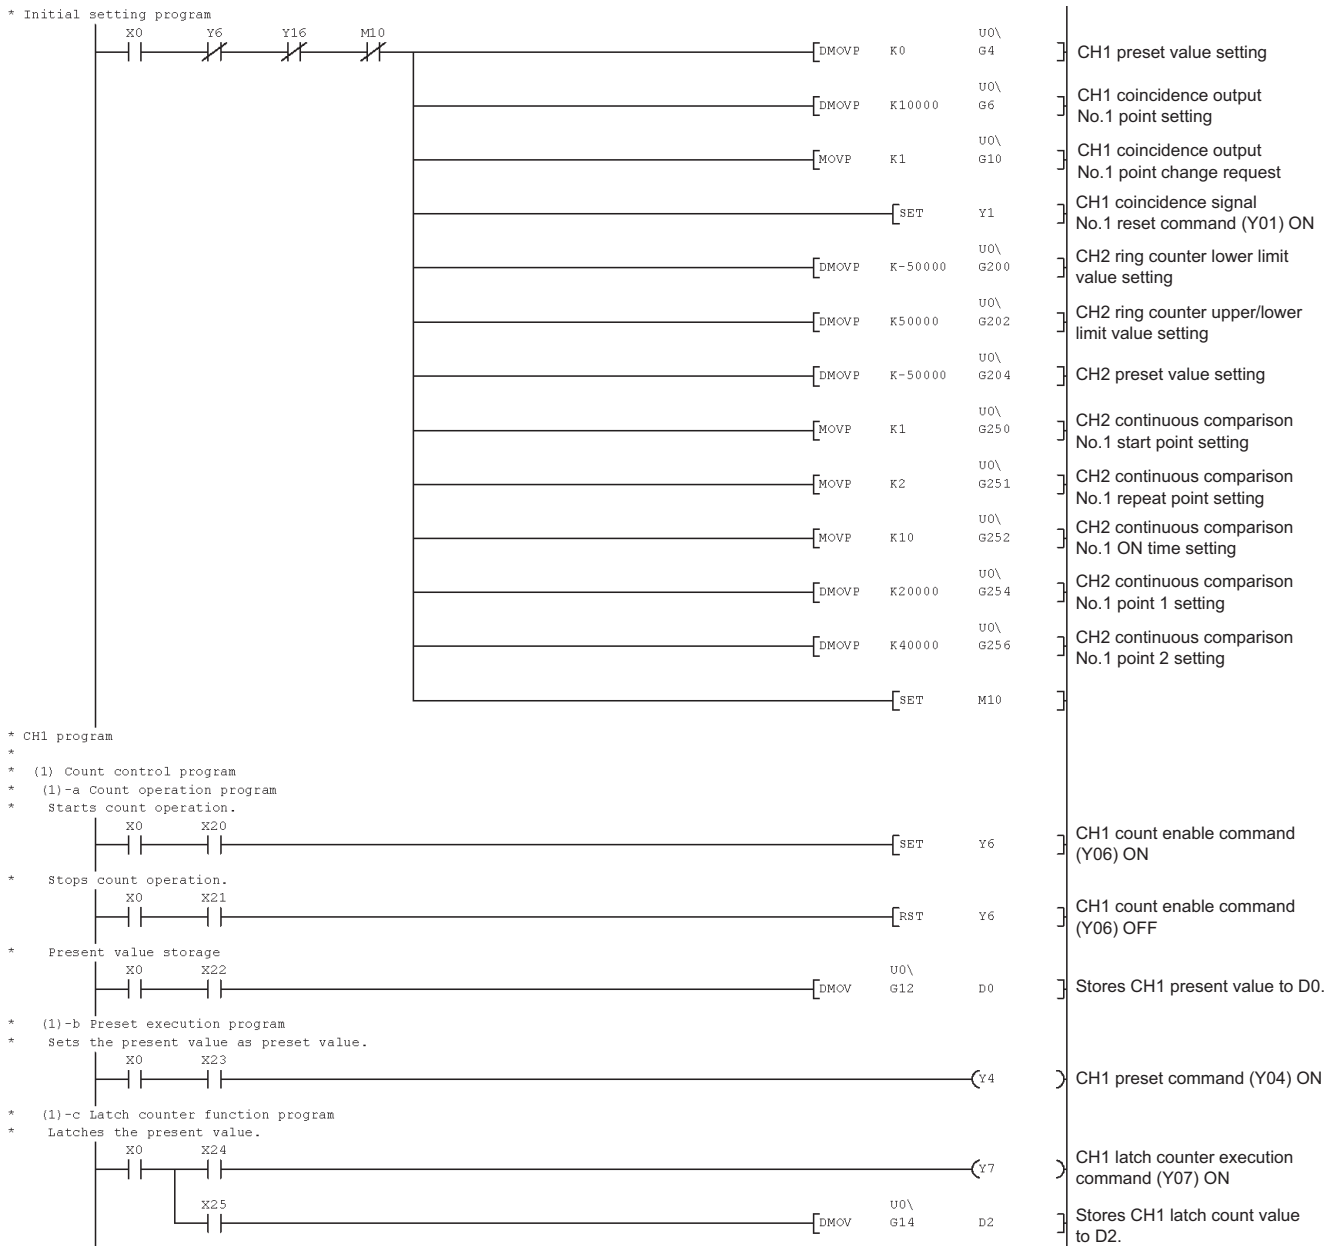 * Initial setting program
X0 Y6 Y16 M10 U0\
DMOVP K0 G4 CH1 preset value setting
U0\ CH1 coincidence output
DMOVP K10000 G6 No.1 point setting
U0\ CH1 coincidence output
MOVP K1 G10 No.1 point change request
CH1 coincidence signal
SET Y1 No.1 reset command (Y01) ON
U0\ CH2 ring counter lower limit
DMOVP K-50000 G200 value setting
U0\ CH2 ring counter upper/lower
DMOVP K50000 G202 limit value setting
U0\
DMOVP K-50000 G204 CH2 preset value setting
U0\ CH2 continuous comparison
MOVP K1 G250 No.1 start point setting
U0\ CH2 continuous comparison
MOVP K2 G251 No.1 repeat point setting
U0\ CH2 continuous comparison
MOVP K10 G252 No.1 ON time setting
U0\ CH2 continuous comparison
DMOVP K20000 G254 No.1 point 1 setting
U0\ CH2 continuous comparison
DMOVP K40000 G256 No.1 point 2 setting
SET M10
* CH1 program
*
* (1) Count control program
* (1)-a Count operation program
* Starts count operation.
X0 X20 CH1 count enable command
SET Y6 (Y06) ON
* Stops count operation.
X0 X21 CH1 count enable command
RST Y6 (Y06) OFF
* Present value storage
X0 X22 U0\
DMOV G12 D0 Stores CH1 present value to D0.
* (1)-b Preset execution program
* Sets the present value as preset value.
X0 X23
Y4 CH1 preset command (Y04) ON
* (1)-c Latch counter function program
* Latches the present value.
X0 X24 CH1 latch counter execution
Y7 command (Y07) ON
X25 U0\ Stores CH1 latch count value
DMOV G14 D2 to D2.